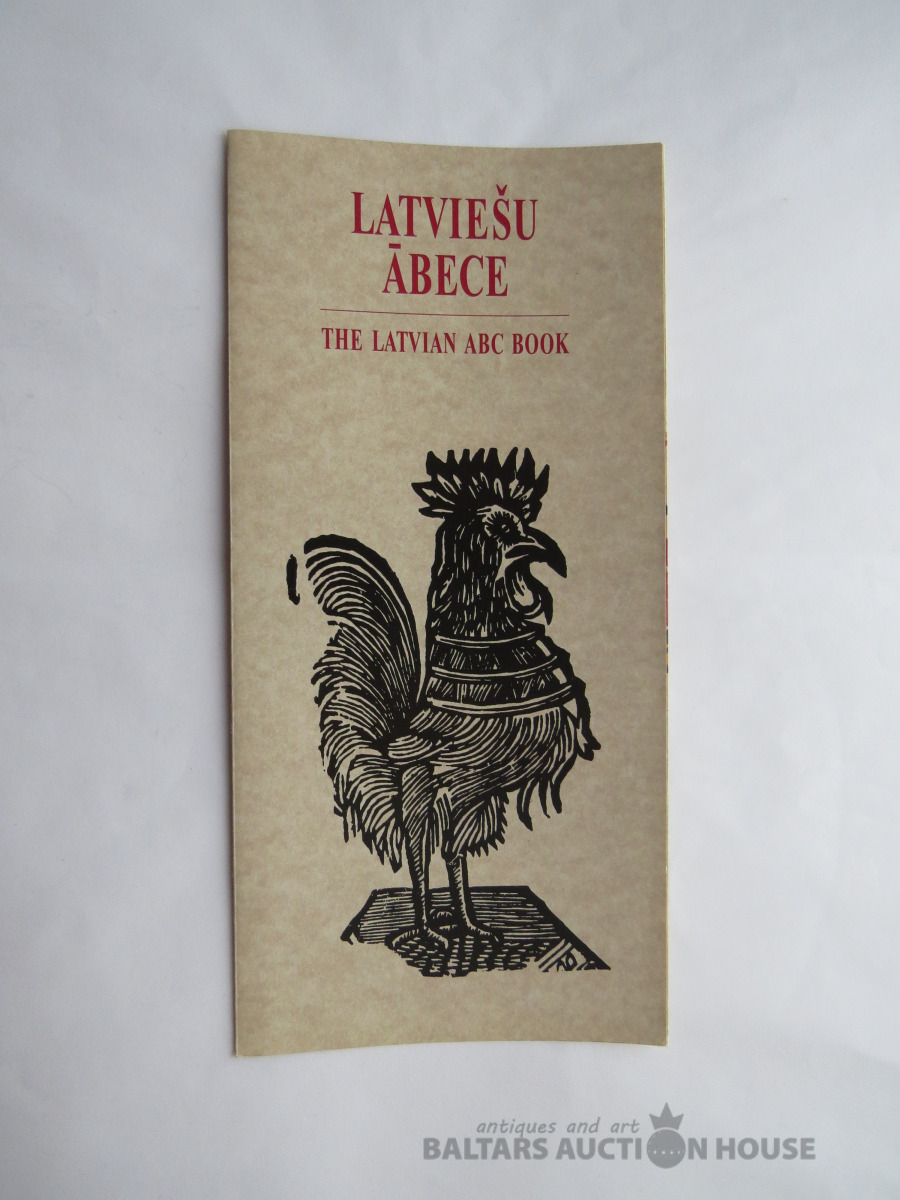 LATVIEŠU
ĀBECE
THE LATVIAN ABC BOOK
antiques and art
BALTARS AUCTION HOUSE